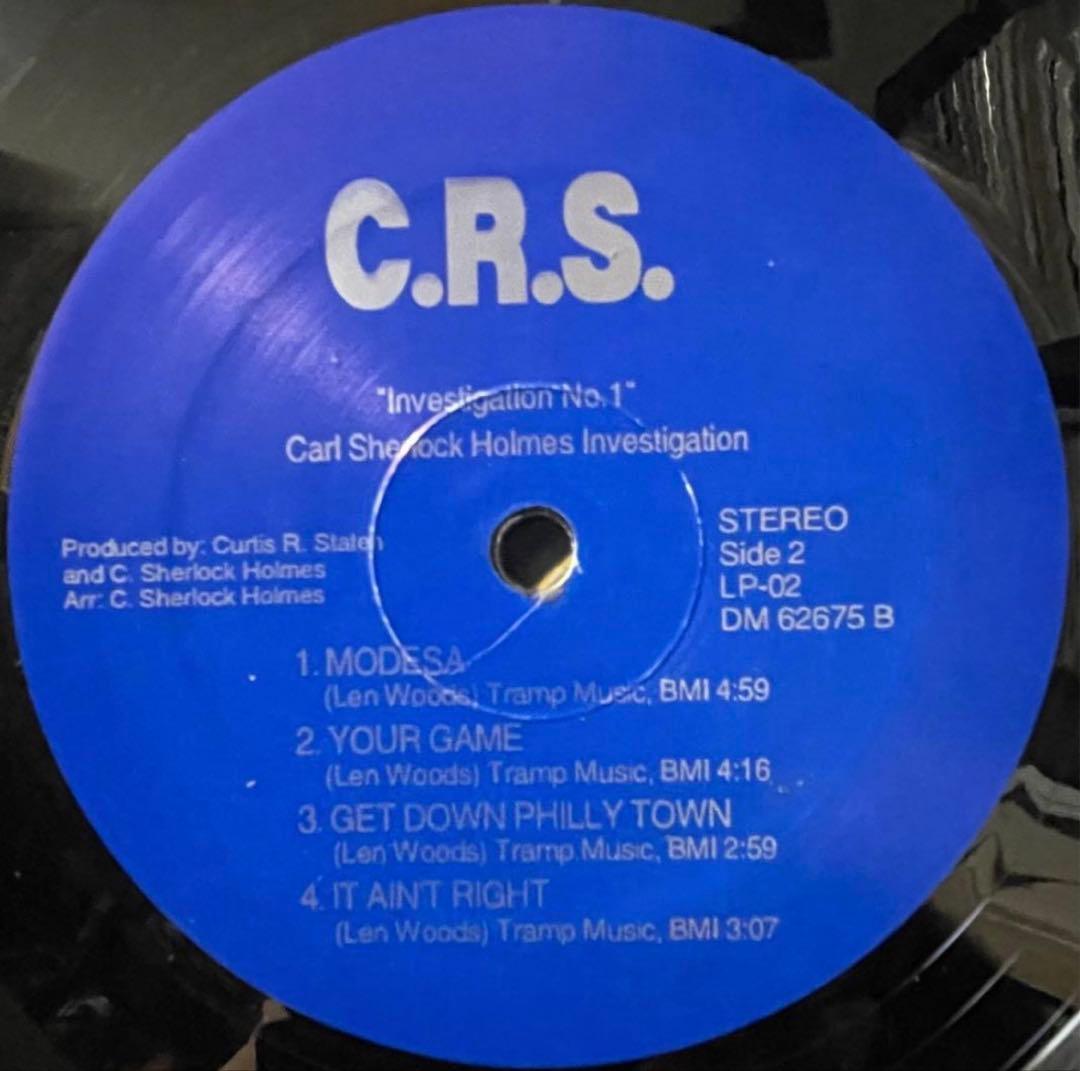 C.R.S.
"Investigation No.1"
Carl Sherlock Holmes Investigation
Produced by: Curtis R. Staten
and C. Sherlock Holmes
Arr: C. Sherlock Holmes
STEREO
Side 2
LP-02
DM 62675 B
1. MODESA
(Len Woods) Tramp Music, BMI 4:59
2. YOUR GAME
(Len Woods) Tramp Music, BMI 4:16
3. GET DOWN PHILLY TOWN
(Len Woods) Tramp Music, BMI 2:59
4. IT AIN'T RIGHT
(Len Woods) Tramp Music, BMI 3:07